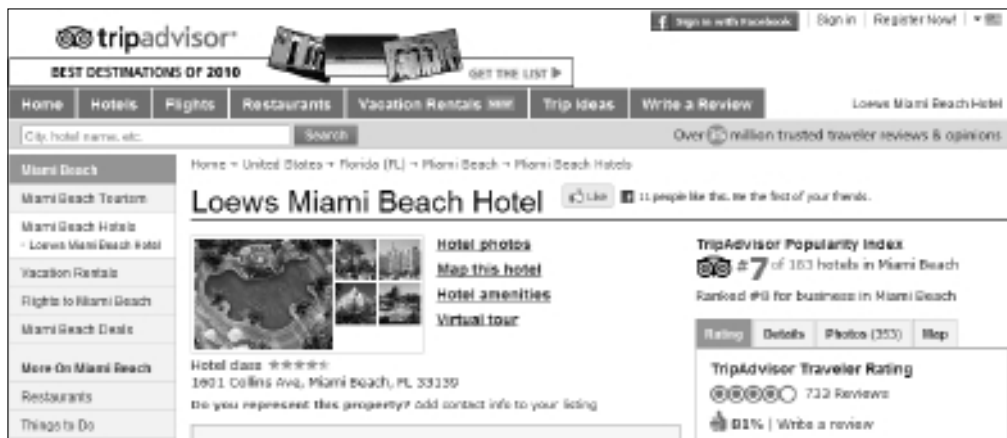 Sign in with Facebook | Sign in | Register Now! |
tripadvisor
BEST DESTINATIONS OF 2010 GET THE LIST
Home Hotels Flights Restaurants Vacation Rentals NEW Trip Ideas Write a Review Loews Miami Beach Hotel
City, hotel name, etc. Search Over million trusted traveler reviews & opinions
Miami Beach
Home → United States → Florida (FL) → Miami Beach → Miami Beach Hotels
Miami Beach Tourism
Loews Miami Beach Hotel Like 11 people like this. Be the first of your friends.
Miami Beach Hotels
- Loews Miami Beach Hotel
Vacation Rentals
Flights to Miami Beach
Miami Beach Deals
More On Miami Beach
Restaurants
Things to Do
Hotel photos
Map this hotel
Hotel amenities
Virtual tour
Hotel class
1601 Collins Ave, Miami Beach, FL 33139
Do you represent this property? Add contact info to your listing
TripAdvisor Popularity Index
#7 of 183 hotels in Miami Beach
Ranked #8 for business in Miami Beach
Rating Details Photos (353) Map
TripAdvisor Traveler Rating
733 Reviews
81% | Write a review